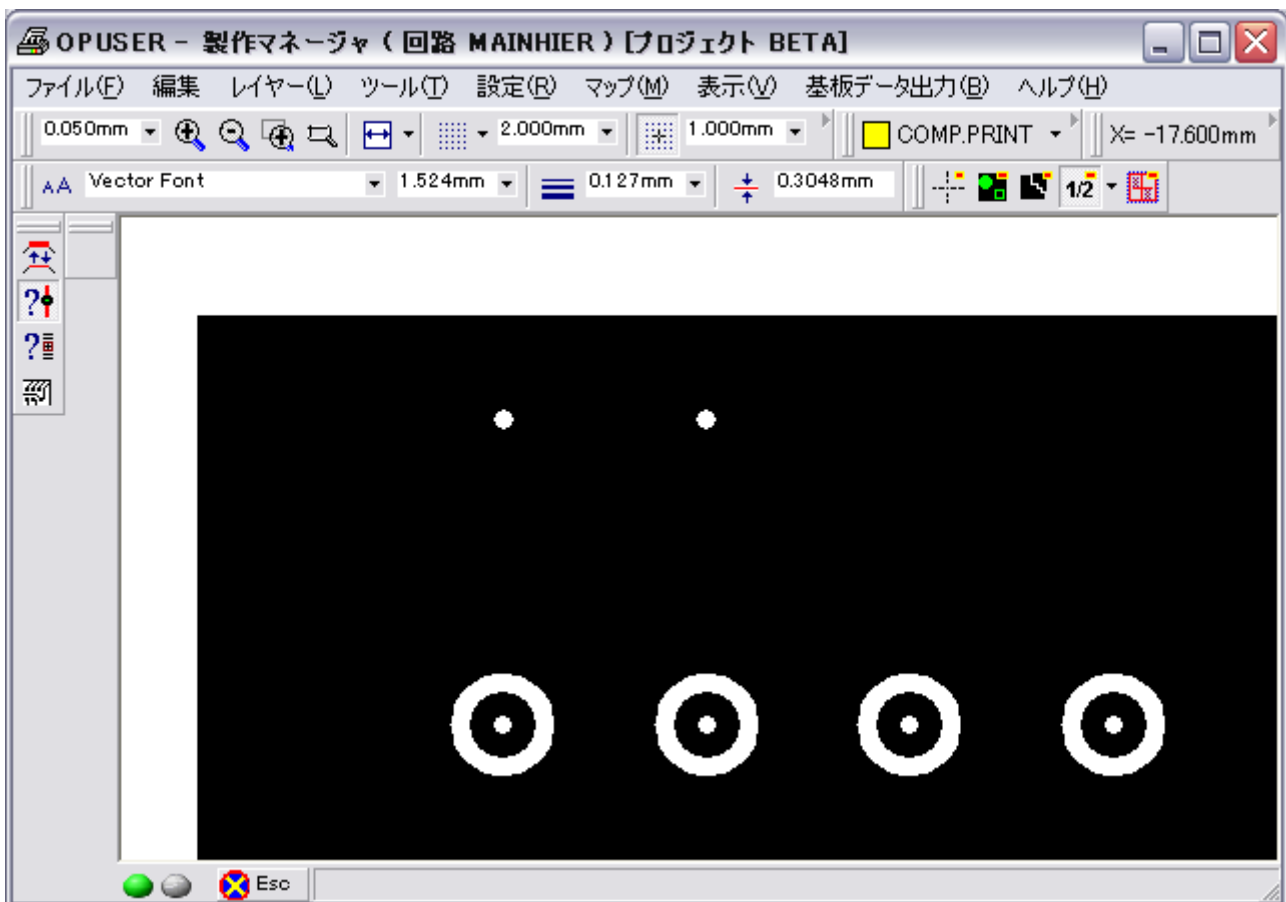 OPUSER - 製作マネージャ ( 回路 MAINHIER ) [プロジェクト BETA]
ファイル(F) 編集 レイヤー(L) ツール(T) 設定(R) マップ(M) 表示(V) 基板データ出力(B) ヘルプ(H)
0.050mm 2.000mm 1.000mm COMP.PRINT X= -17.600mm
AA Vector Font 1.524mm 0.127mm 0.3048mm 1/2
?
?
Esc